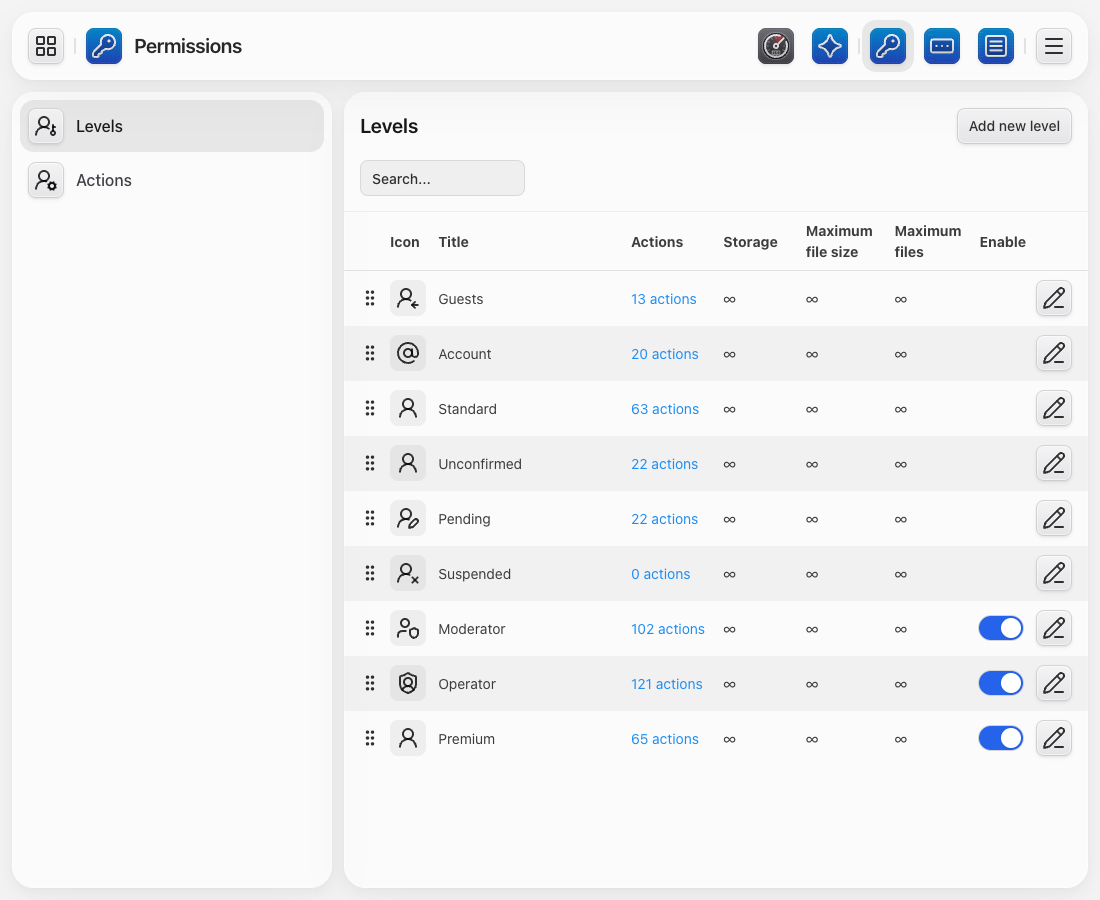 Permissions
Levels
Actions
Levels
Add new level
Search...
Icon Title Actions Storage Maximum file size Maximum files Enable
Guests 13 actions ∞ ∞ ∞
Account 20 actions ∞ ∞ ∞
Standard 63 actions ∞ ∞ ∞
Unconfirmed 22 actions ∞ ∞ ∞
Pending 22 actions ∞ ∞ ∞
Suspended 0 actions ∞ ∞ ∞
Moderator 102 actions ∞ ∞ ∞
Operator 121 actions ∞ ∞ ∞
Premium 65 actions ∞ ∞ ∞